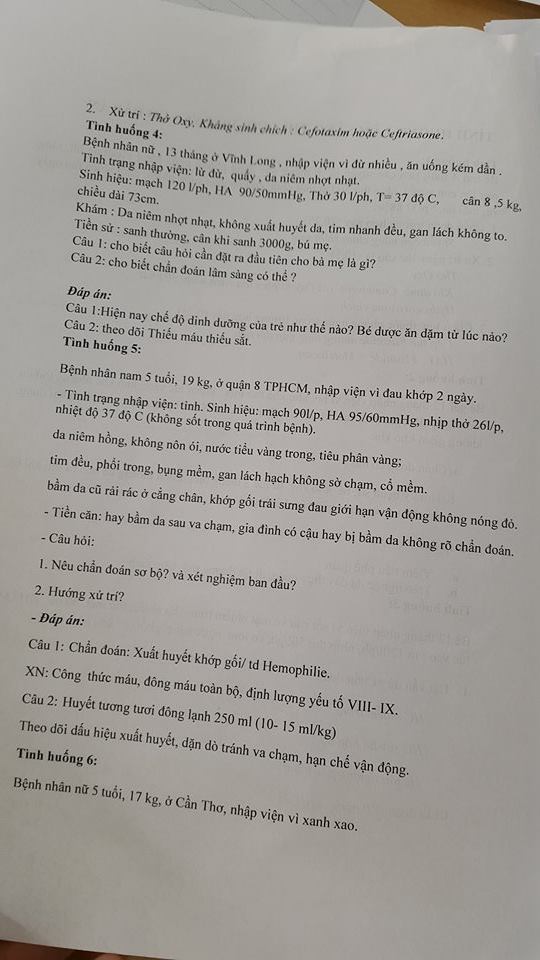 2. Xử trí : Thở Oxy. Kháng sinh chích : Cefotaxim hoặc Ceftriasone.
Tình huống 4:
Bệnh nhân nữ , 13 tháng ở Vĩnh Long , nhập viện vì dừ nhiều , ăn uống kém dần .
Tình trạng nhập viện: lừ đừ, quấy , da niêm nhợt nhạt.
Sinh hiệu: mạch 120 l/ph, HA 90/50mmHg, Thở 30 l/ph, T= 37 độ C, cân 8 ,5 kg,
chiều dài 73cm.
Khám : Da niêm nhợt nhạt, không xuất huyết da, tim nhanh đều, gan lách không to.
Tiền sử : sanh thường, cân khi sanh 3000g, bú mẹ.
Câu 1: cho biết câu hỏi cần đặt ra đầu tiên cho bà mẹ là gì?
Câu 2: cho biết chẩn đoán lâm sàng có thể ?
Đáp án:
Câu 1:Hiện nay chế độ dinh dưỡng của trẻ như thế nào? Bé được ăn dặm từ lúc nào?
Câu 2: theo dõi Thiếu máu thiếu sắt.
Tình huống 5:
Bệnh nhân nam 5 tuổi, 19 kg, ở quận 8 TPHCM, nhập viện vì đau khớp 2 ngày.
- Tình trạng nhập viện: tỉnh. Sinh hiệu: mạch 90l/p, HA 95/60mmHg, nhịp thở 26l/p,
nhiệt độ 37 độ C (không sốt trong quá trình bệnh).
da niêm hồng, không nôn ói, nước tiểu vàng trong, tiêu phân vàng;
tim đều, phổi trong, bụng mềm, gan lách hạch không sờ chạm, cổ mềm.
bầm da cũ rải rác ở cẳng chân, khớp gối trái sưng đau giới hạn vận động không nóng đỏ.
- Tiền căn: hay bầm da sau va chạm, gia đình có cậu hay bị bầm da không rõ chẩn đoán.
- Câu hỏi:
1. Nêu chẩn đoán sơ bộ? và xét nghiệm ban đầu?
2. Hướng xử trí?
- Đáp án:
Câu 1: Chẩn đoán: Xuất huyết khớp gối/ td Hemophilie.
XN: Công thức máu, đông máu toàn bộ, định lượng yếu tố VIII- IX.
Câu 2: Huyết tương tươi đông lạnh 250 ml (10- 15 ml/kg)
Theo dõi dấu hiệu xuất huyết, dặn dò tránh va chạm, hạn chế vận động.
Tình huống 6:
Bệnh nhân nữ 5 tuổi, 17 kg, ở Cần Thơ, nhập viện vì xanh xao.